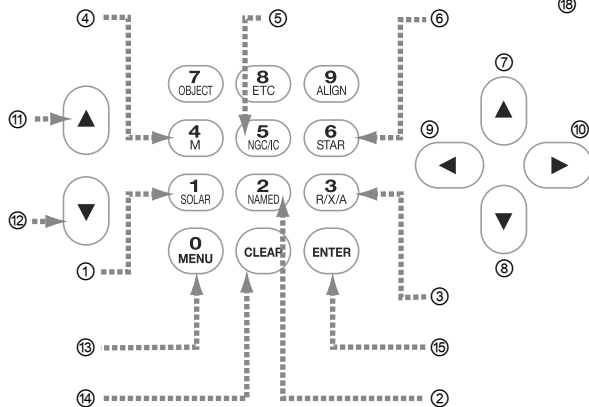 ④ ⑤ ⑥ ⑱
⑦
7 8 9
OBJECT ETC ALIGN
⑪ ▲ ▲
4 5 6 ⑨ ⑩
M NGC/IC STAR
◀ ▶
1 2 3
SOLAR NAMED R/X/A
⑫ ▼ ▼
0
MENU CLEAR ENTER
① ⑧
③
⑬ ⑮
⑭ ②